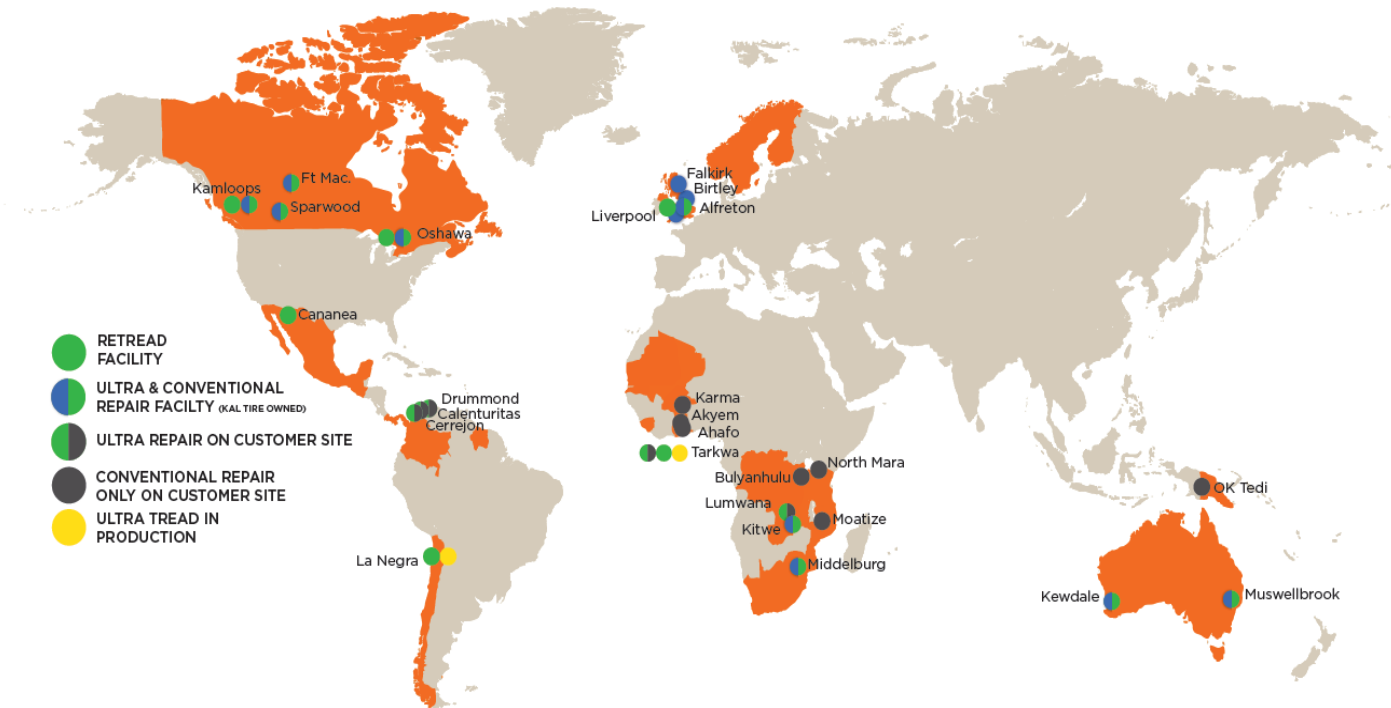 Falkirk
Ft Mac.
Kamloops
Birtley
Sparwood
Alfreton
Liverpool
Oshawa
Cananea
RETREAD
FACILITY
ULTRA & CONVENTIONAL
REPAIR FACILTY (KAL TIRE OWNED)
ULTRA REPAIR ON CUSTOMER SITE
CONVENTIONAL REPAIR
ONLY ON CUSTOMER SITE
ULTRA TREAD IN
PRODUCTION
Drummond
Calenturitas
Cerrejon
La Negra
Karma
Akyem
Ahafo
Tarkwa
North Mara
Bulyanhulu
Lumwana
Moatize
Kitwe
Middelburg
OK Tedi
Kewdale
Muswellbrook